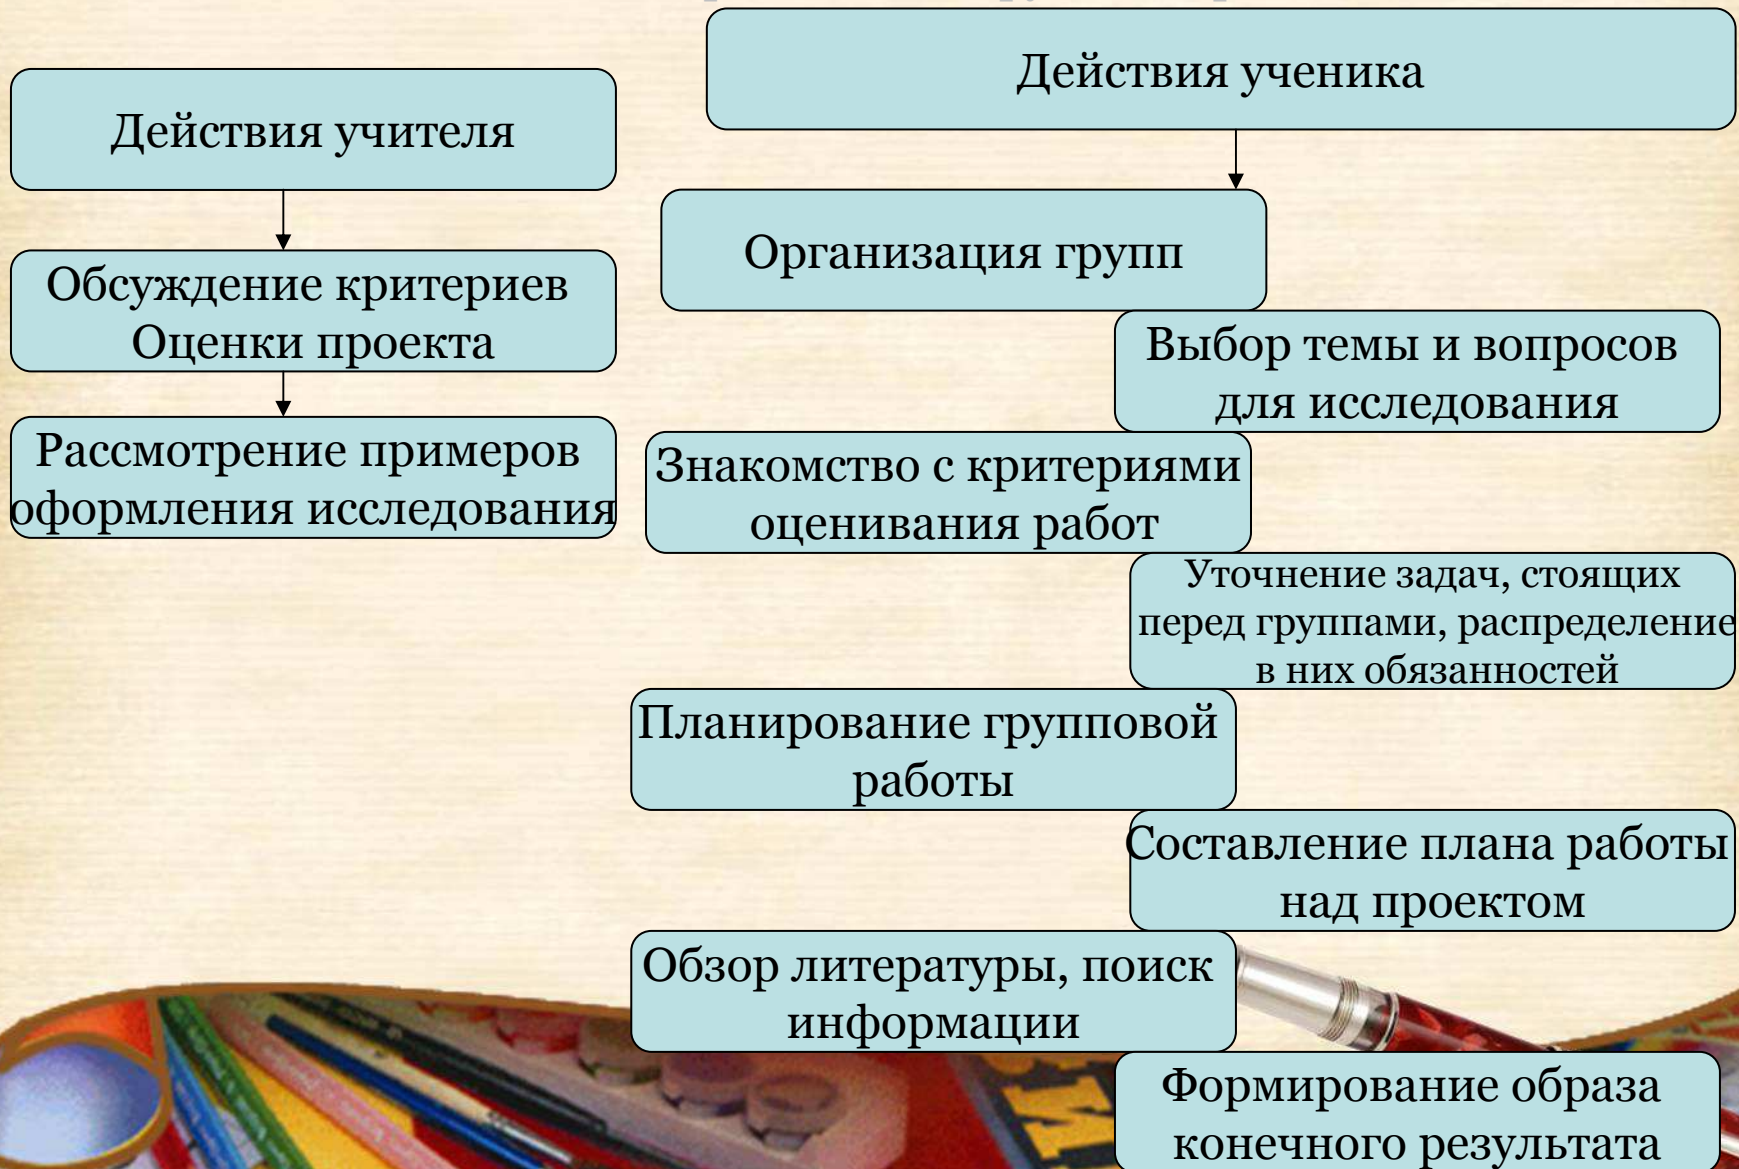 Действия учителя
Обсуждение критериев
Оценки проекта
Рассмотрение примеров
оформления исследования
Действия ученика
Организация групп
Выбор темы и вопросов
для исследования
Знакомство с критериями
оценивания работ
Уточнение задач, стоящих
перед группами, распределение
в них обязанностей
Планирование групповой
работы
Составление плана работы
над проектом
Обзор литературы, поиск
информации
Формирование образа
конечного результата